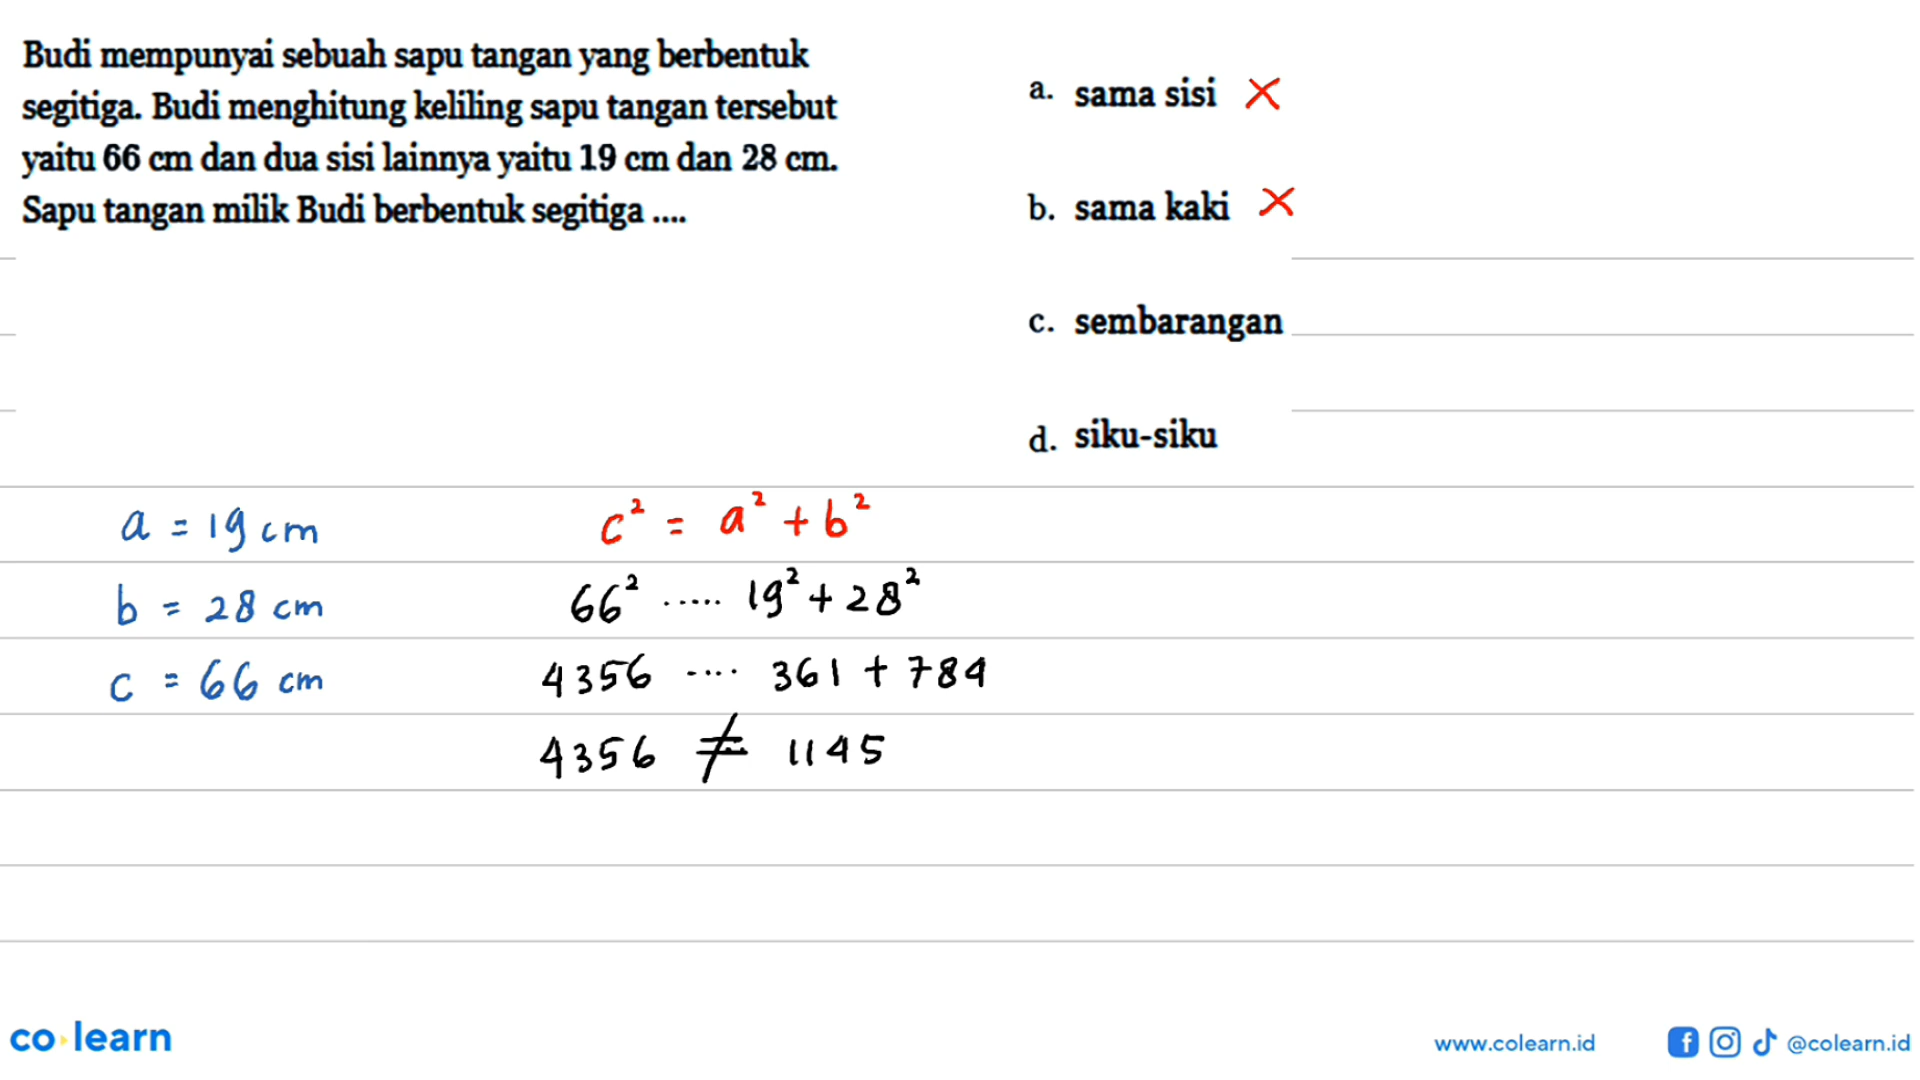 Budi mempunyai sebuah sapu tangan yang berbentuk
segitiga. Budi menghitung keliling sapu tangan tersebut
yaitu 66 cm dan dua sisi lainnya yaitu 19 cm dan 28 cm.
Sapu tangan milik Budi berbentuk segitiga ....
a. sama sisi ×
b. sama kaki ×
c. sembarangan
d. siku-siku
a = 19 cm
b = 28 cm
c = 66 cm
c² = a² + b²
66² ..... 19² + 28²
4356 .... 361 + 784
4356 ≠ 1145
co learn
www.colearn.id
@colearn.id